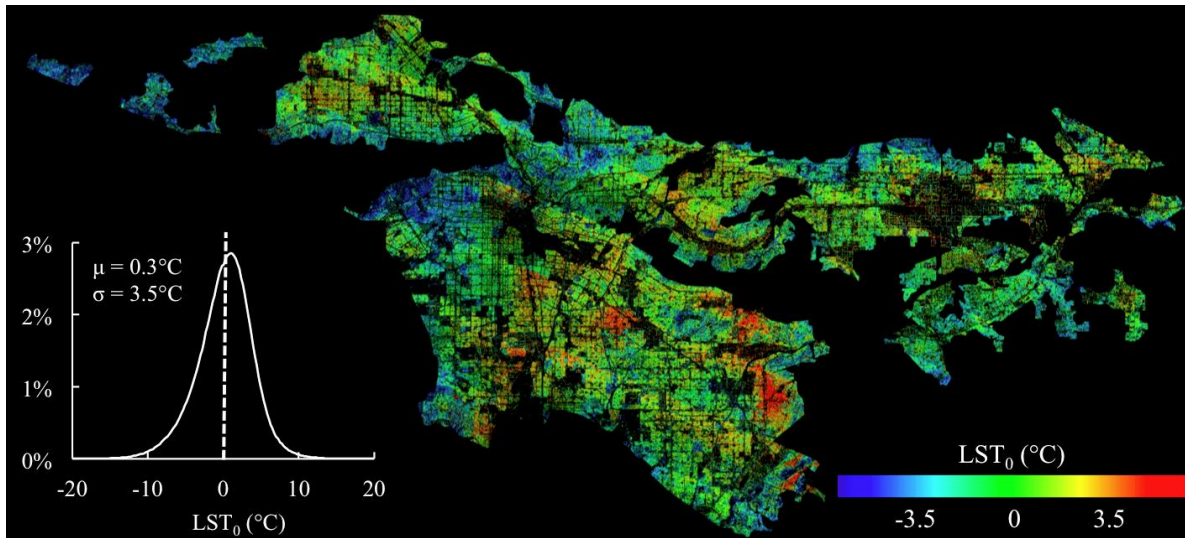 3%
μ = 0.3°C
σ = 3.5°C
2%
1%
0%
-20 -10 0 10 20
LST₀ (°C)
LST₀ (°C)
-3.5 0 3.5